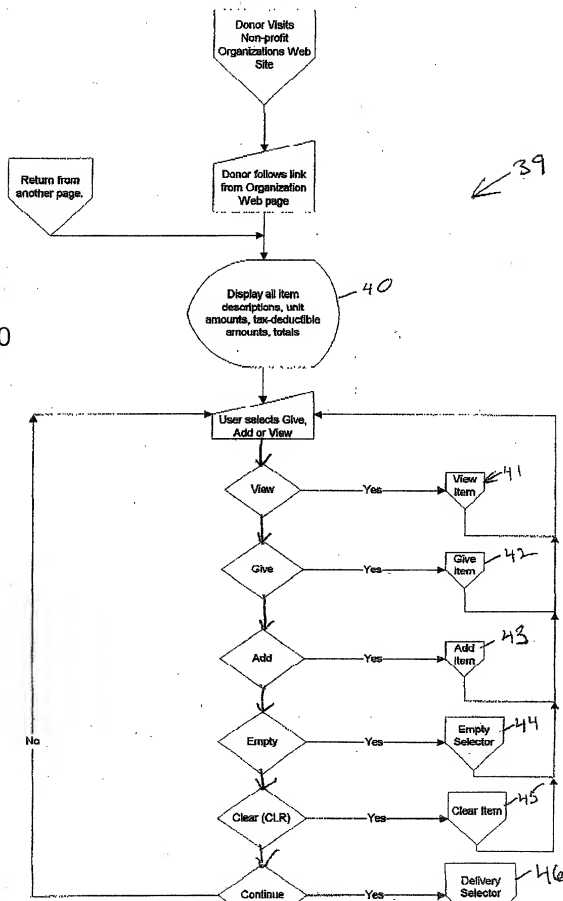 Donor Visits
Non-profit
Organizations Web
Site
Return from
another page.
Donor follows link
from Organization
Web page
39
Display all item
descriptions, unit
amounts, tax-deductible
amounts, totals
40
0
User selects Give,
Add or View
View
Yes
View
Item
41
Give
Yes
Give
Item
42
Add
Yes
Add
Item
43
No
Empty
Yes
Empty
Selector
44
Clear (CLR)
Yes
Clear Item
45
Continue
Yes
Delivery
Selector
46